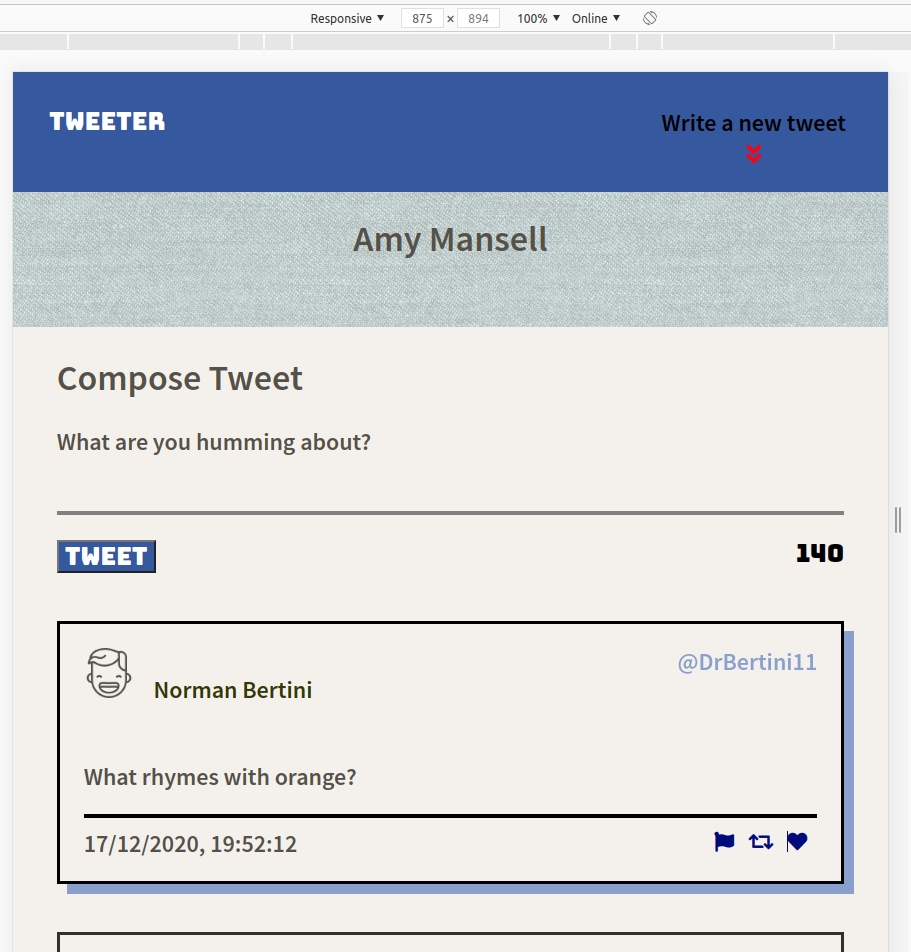 Responsive ▼ 875 × 894 100% ▼ Online ▼
TWEETER
Write a new tweet
Amy Mansell
Compose Tweet
What are you humming about?
TWEET 140
@DrBertini11
Norman Bertini
What rhymes with orange?
17/12/2020, 19:52:12